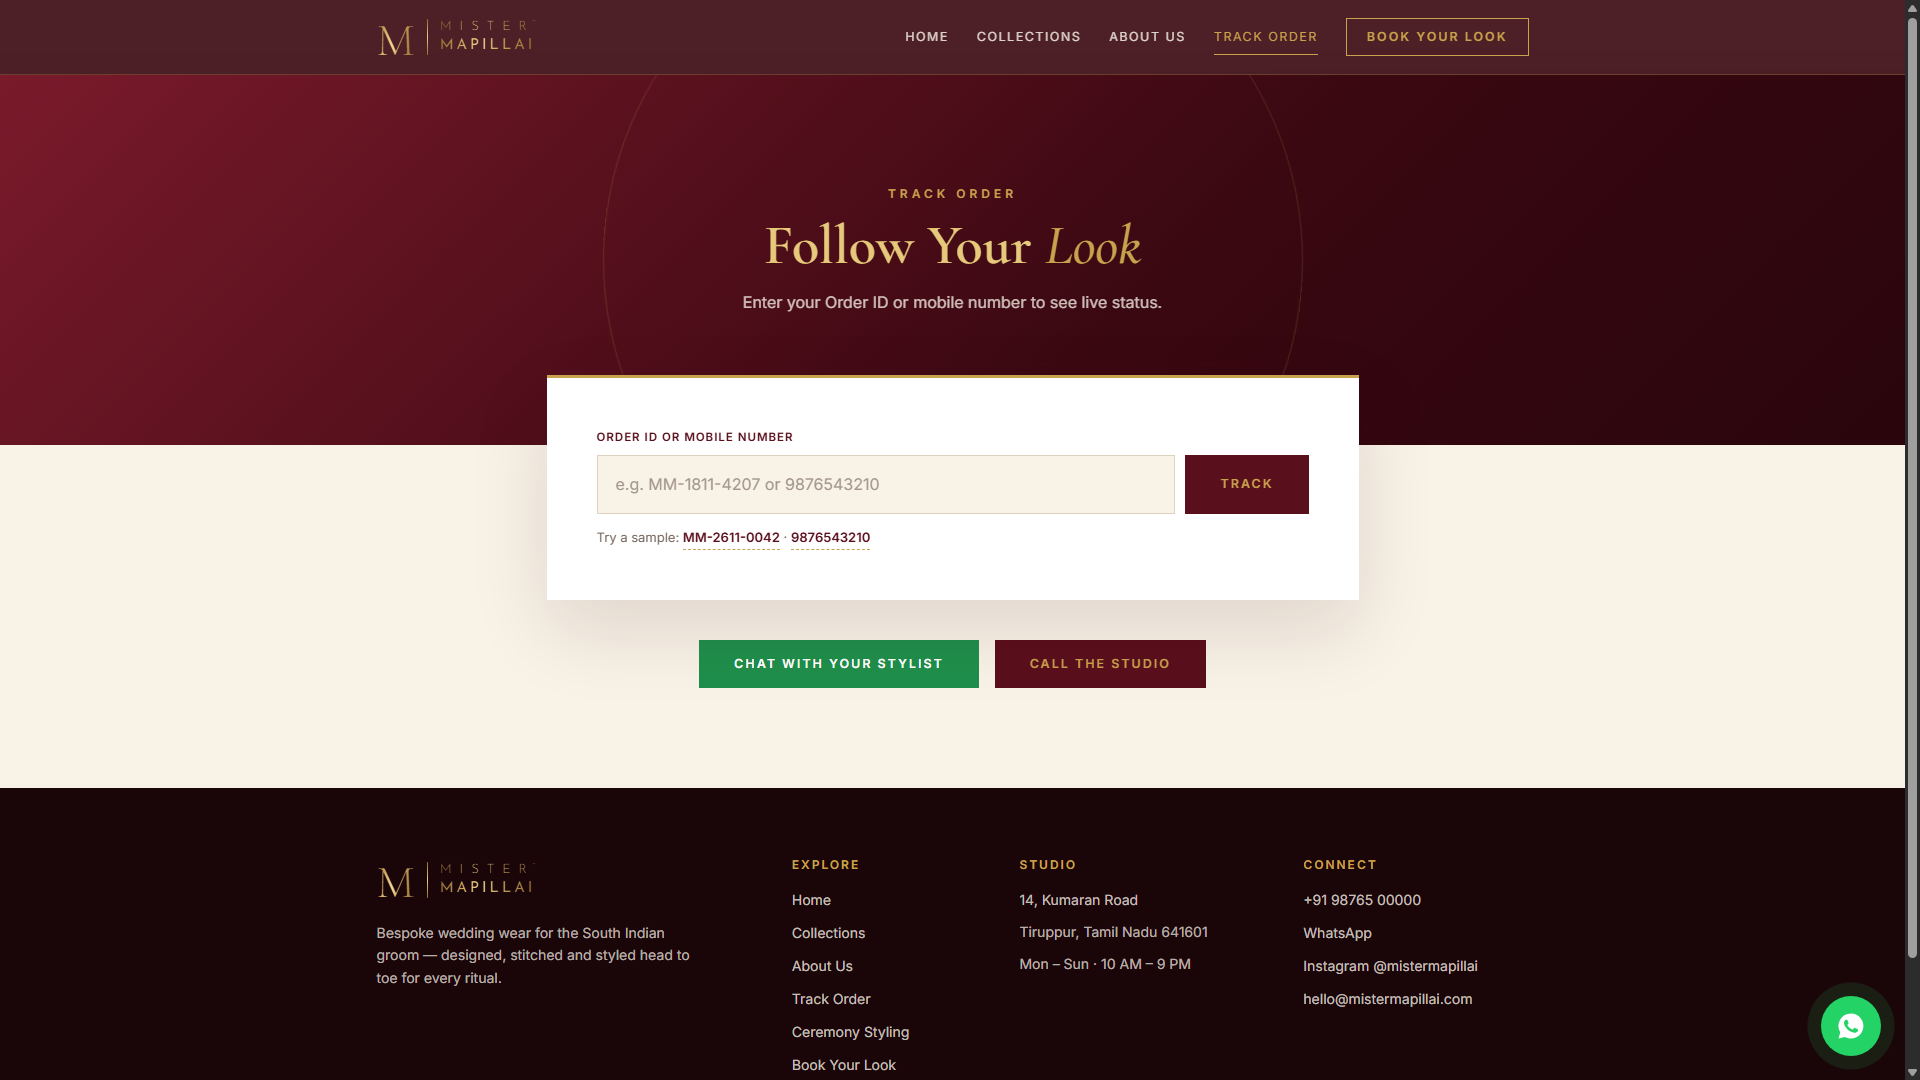 M MISTER
MAPILLAI
HOME COLLECTIONS ABOUT US TRACK ORDER BOOK YOUR LOOK
TRACK ORDER
Follow Your Look
Enter your Order ID or mobile number to see live status.
ORDER ID OR MOBILE NUMBER
e.g. MM-1811-4207 or 9876543210
TRACK
Try a sample: MM-2611-0042 · 9876543210
CHAT WITH YOUR STYLIST
CALL THE STUDIO
M MISTER
MAPILLAI
Bespoke wedding wear for the South Indian
groom — designed, stitched and styled head to
toe for every ritual.
EXPLORE
Home
Collections
About Us
Track Order
Ceremony Styling
Book Your Look
STUDIO
14, Kumaran Road
Tiruppur, Tamil Nadu 641601
Mon – Sun · 10 AM – 9 PM
CONNECT
+91 98765 00000
WhatsApp
Instagram @mistermapillai
hello@mistermapillai.com